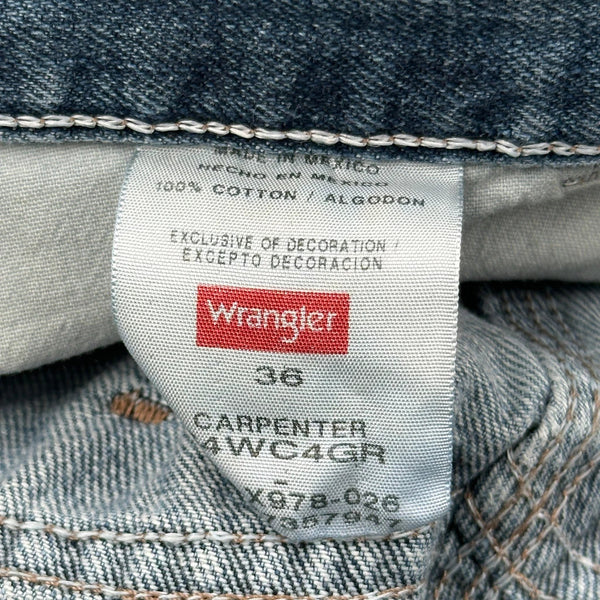 MADE IN MEXICO
HECHO EN MEXICO
100% COTTON / ALGODON
EXCLUSIVE OF DECORATION /
EXCEPTO DECORACION
Wrangler
36
CARPENTER
4WC4GR
-
X978-026
7357947